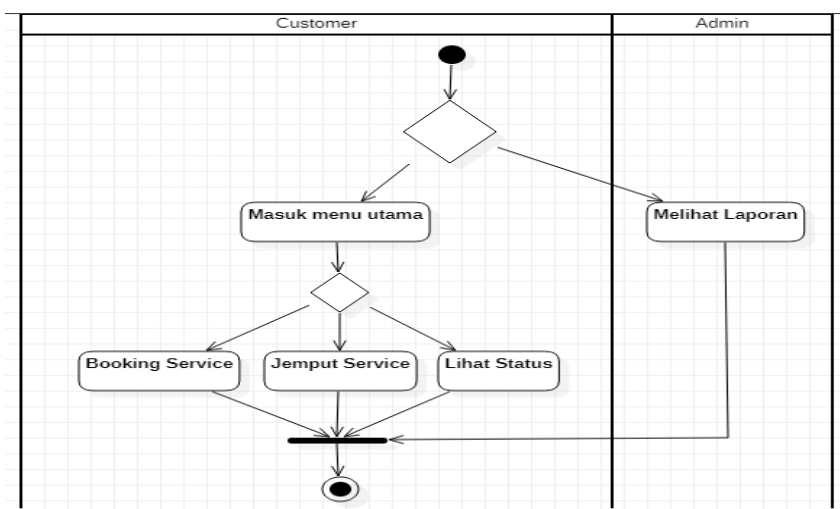 Customer
Admin
Masuk menu utama
Melihat Laporan
Booking Service
Jemput Service
Lihat Status